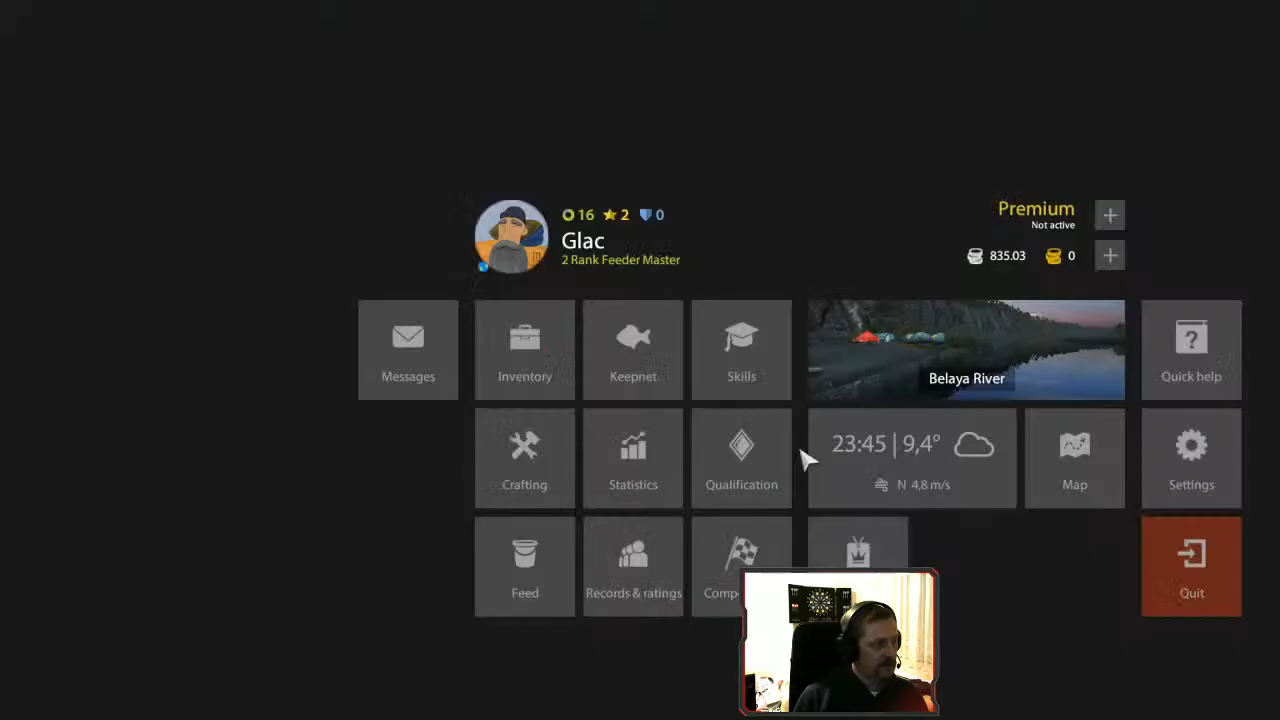 16 2 0
Glac
2 Rank Feeder Master
Premium
Not active
835.03 0
Messages
Inventory
Keepnet
Skills
Belaya River
Quick help
Crafting
Statistics
Qualification
23:45 | 9,4°
N 4,8 m/s
Map
Settings
Feed
Records & ratings
Quit